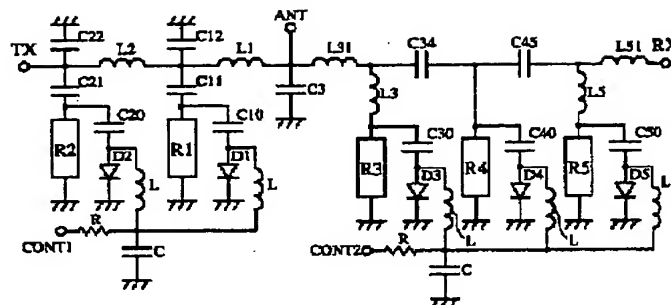 ANT
C22
C12
TX
L2
L1
L31
C34
C45
L51
RX
C21
C11
C3
L3
L5
C20
C10
C30
C40
C50
R2
R1
R3
R4
R5
D2
D1
D3
D4
D5
L
L
L
L
L
R
R
CONT1
CONT2
C
C